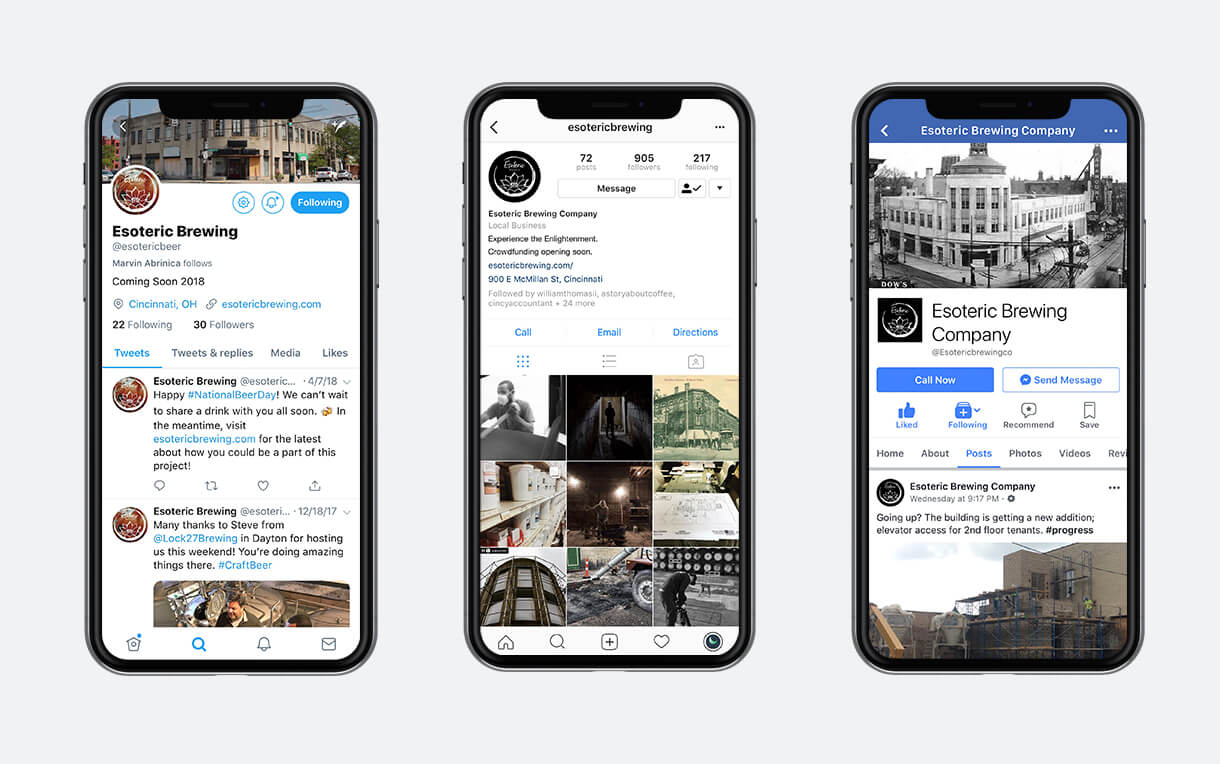 Esoteric
Following
Esoteric Brewing
@esotericbeer
Marvin Abrinica follows
Coming Soon 2018
Cincinnati, OH esotericbrewing.com
22 Following 30 Followers
Tweets Tweets & replies Media Likes
Esoteric Brewing @esoteric... · 4/7/18
Happy #NationalBeerDay! We can't wait
to share a drink with you all soon. 🍻 In
the meantime, visit
esotericbrewing.com for the latest
about how you could be a part of this
project!
Esoteric Brewing @esoteri... · 12/18/17
Many thanks to Steve from
@Lock27Brewing in Dayton for hosting
us this weekend! You're doing amazing
things there. #CraftBeer
esotericbrewing
Esoteric
72 905 217
posts followers following
Message
Esoteric Brewing Company
Local Business
Experience the Enlightenment.
Crowdfunding opening soon.
esotericbrewing.com/
900 E McMillan St, Cincinnati
Followed by williamthomasii, astoryaboutcoffee,
cincyaccountant + 24 more
Call Email Directions
Esoteric Brewing Company
DOW'S
Esoteric
Esoteric Brewing
Company
@Esotericbrewingco
Call Now Send Message
Liked Following Recommend Save
Home About Posts Photos Videos Revi
Esoteric Brewing Company
Wednesday at 9:17 PM ·
Going up? The building is getting a new addition;
elevator access for 2nd floor tenants. #progress